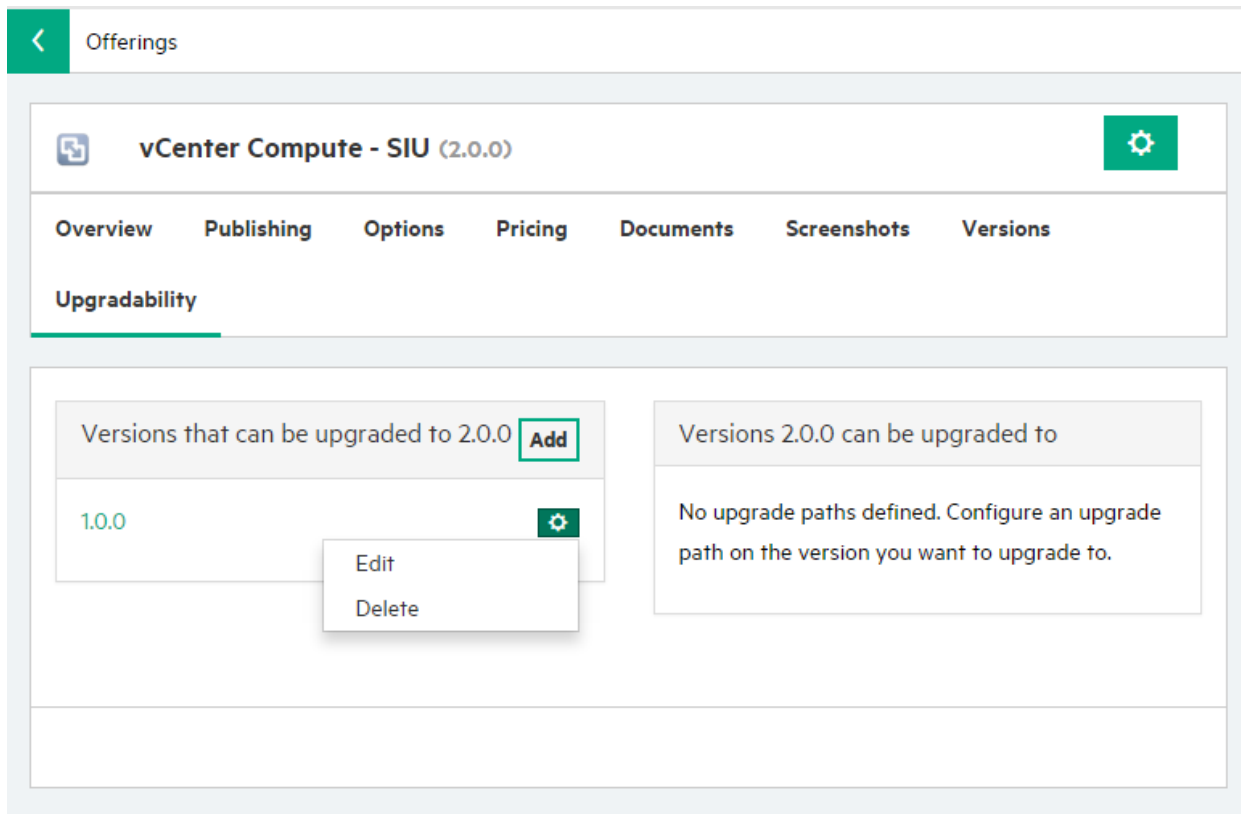 Offerings
vCenter Compute - SIU (2.0.0)
Overview Publishing Options Pricing Documents Screenshots Versions
Upgradability
Versions that can be upgraded to 2.0.0 Add
1.0.0
Edit
Delete
Versions 2.0.0 can be upgraded to
No upgrade paths defined. Configure an upgrade
path on the version you want to upgrade to.